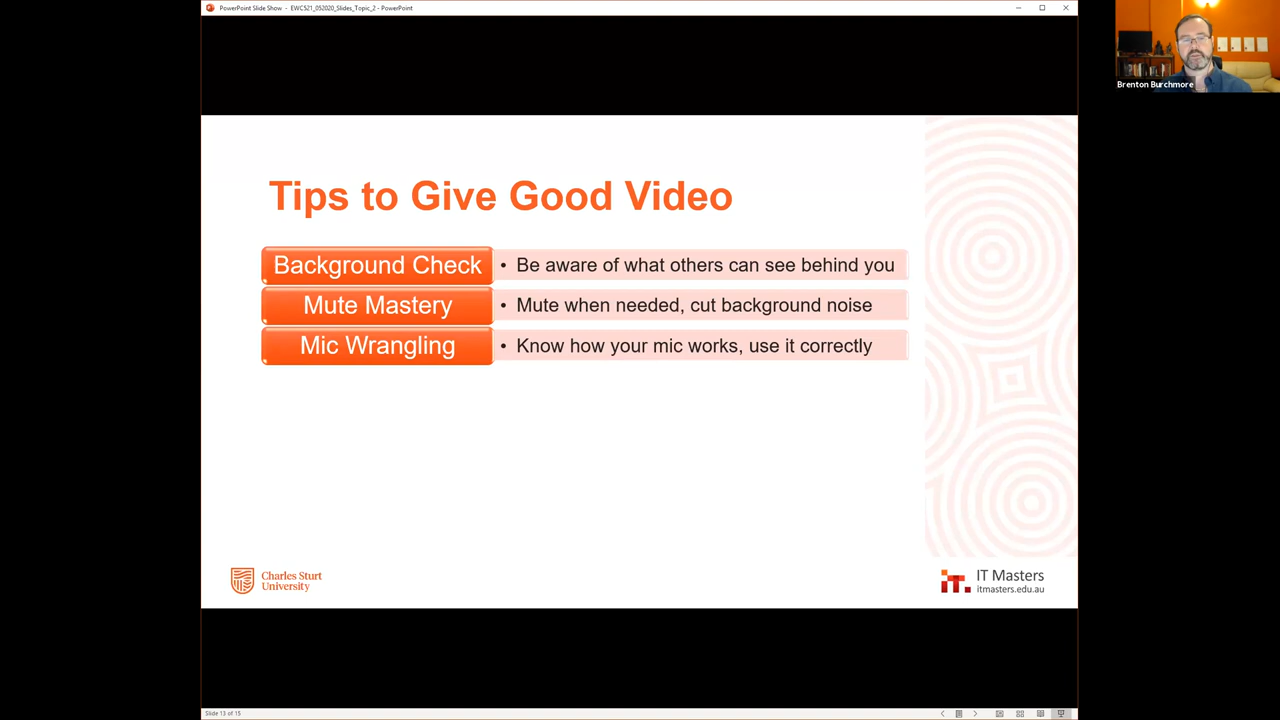 PowerPoint Slide Show - EWC521_052020_Slides_Topic_2 - PowerPoint
Brenton Burchmore
Tips to Give Good Video
Background Check
• Be aware of what others can see behind you
Mute Mastery
• Mute when needed, cut background noise
Mic Wrangling
• Know how your mic works, use it correctly
Charles Sturt
University
IT Masters
itmasters.edu.au
Slide 13 of 15